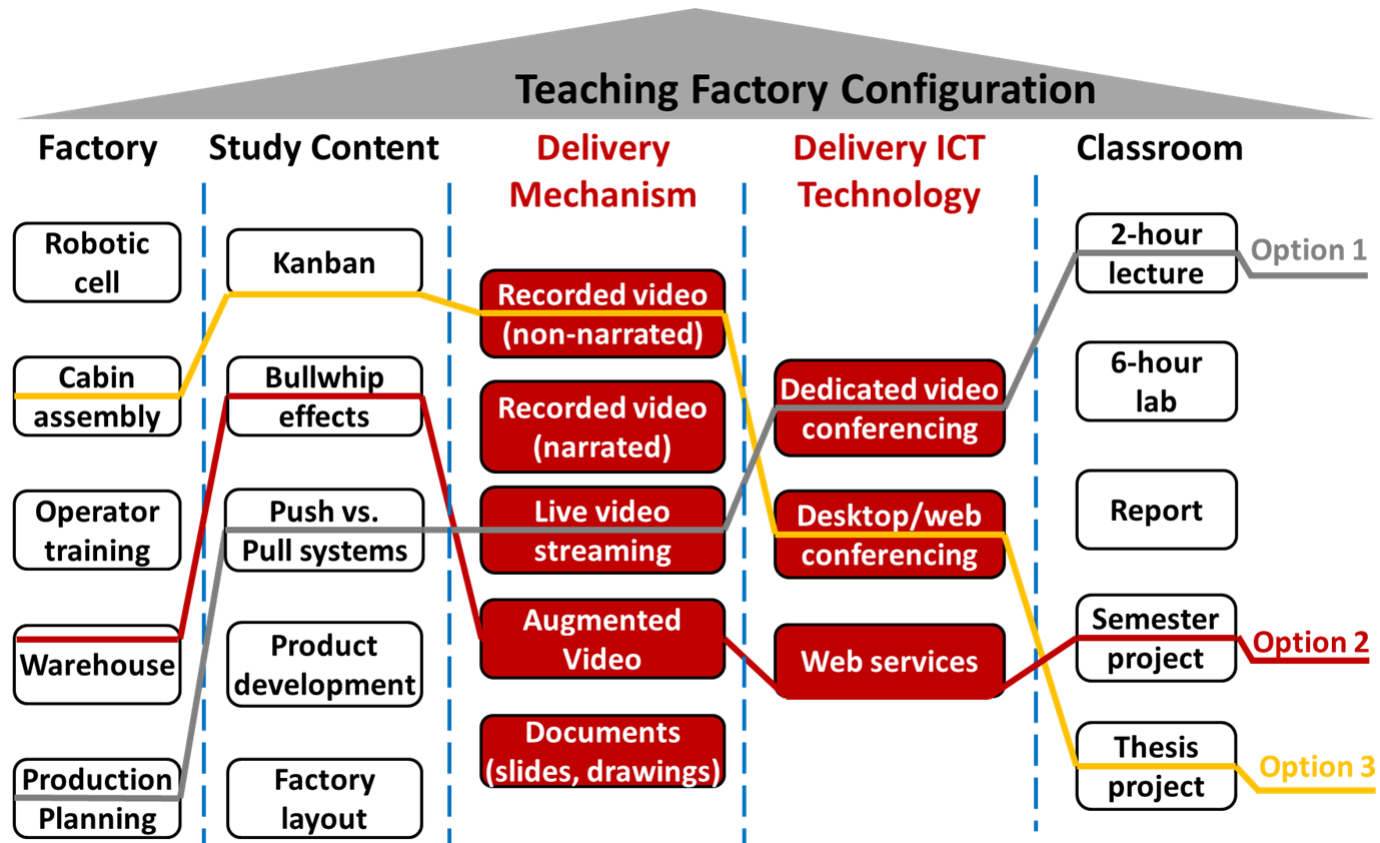 Teaching Factory Configuration
Factory
Robotic
cell
Cabin
assembly
Operator
training
Warehouse
Production
Planning
Study Content
Kanban
Bullwhip
effects
Push vs.
Pull systems
Product
development
Factory
layout
Delivery
Mechanism
Recorded video
(non-narrated)
Recorded video
(narrated)
Live video
streaming
Augmented
Video
Documents
(slides, drawings)
Delivery ICT
Technology
Dedicated video
conferencing
Desktop/web
conferencing
Web services
Classroom
2-hour
lecture
6-hour
lab
Report
Semester
project
Thesis
project
Option 1
Option 2
Option 3